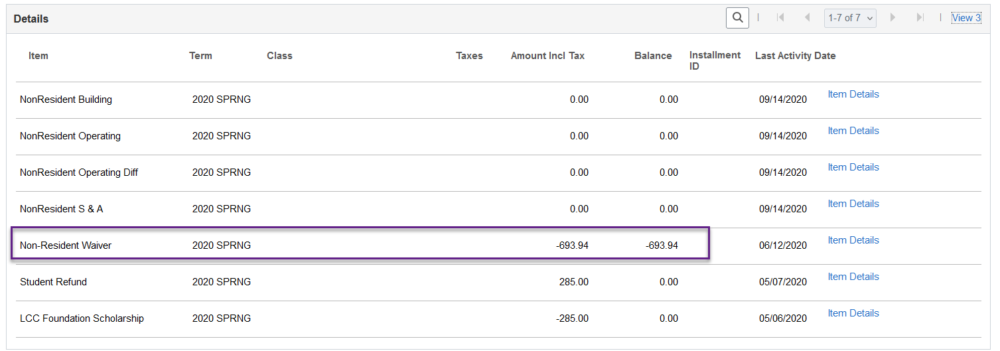 Details
1-7 of 7
View 3
Item Term Class Taxes Amount Incl Tax Balance Installment ID Last Activity Date
NonResident Building 2020 SPRNG 0.00 0.00 09/14/2020 Item Details
NonResident Operating 2020 SPRNG 0.00 0.00 09/14/2020 Item Details
NonResident Operating Diff 2020 SPRNG 0.00 0.00 09/14/2020 Item Details
NonResident S & A 2020 SPRNG 0.00 0.00 09/14/2020 Item Details
Non-Resident Waiver 2020 SPRNG -693.94 -693.94 06/12/2020 Item Details
Student Refund 2020 SPRNG 285.00 0.00 05/07/2020 Item Details
LCC Foundation Scholarship 2020 SPRNG -285.00 0.00 05/06/2020 Item Details